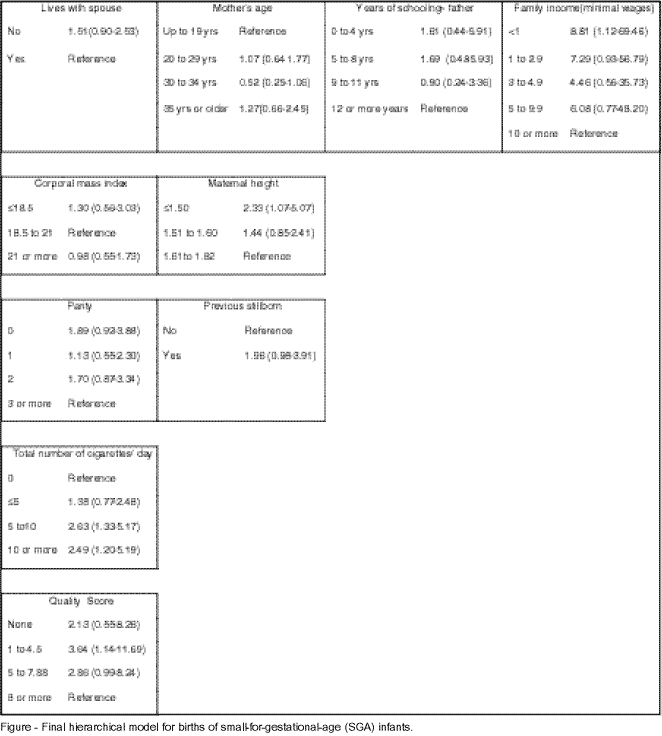 Lives with spouse
No 1.51(0.90-2.53)
Yes Reference
Mother's age
Up to 19 yrs Reference
20 to 29 yrs 1.07 (0.64-1.77)
30 to 34 yrs 0.52 (0.25-1.06)
35 yrs or older 1.27(0.66-2.45)
Years of schooling- father
0 to 4 yrs 1.61 (0.44-5.91)
5 to 8 yrs 1.69 (0.48-5.93)
9 to 11 yrs 0.90 (0.24-3.36)
12 or more years Reference
Family income(minimal wages)
<1 8.81 (1.12-69.46)
1 to 2.9 7.29 (0.93-56.79)
3 to 4.9 4.46 (0.56-35.73)
5 to 9.9 6.08 (0.77-48.20)
10 or more Reference
Corporal mass index
≤18.5 1.30 (0.56-3.03)
18.5 to 21 Reference
21 or more 0.98 (0.55-1.73)
Maternal height
≤1.50 2.33 (1.07-5.07)
1.51 to 1.60 1.44 (0.85-2.41)
1.61 to 1.82 Reference
Parity
0 1.89 (0.92-3.88)
1 1.13 (0.55-2.30)
2 1.70 (0.87-3.34)
3 or more Reference
Previous stillborn
No Reference
Yes 1.96 (0.98-3.91)
Total number of cigarettes/ day
0 Reference
≤5 1.38 (0.77-2.48)
5 to10 2.63 (1.33-5.17)
10 or more 2.49 (1.20-5.19)
Quality Score
None 2.13 (0.55-8.26)
1 to 4.5 3.64 (1.14-11.69)
5 to 7.88 2.86 (0.99-8.24)
8 or more Reference
Figure - Final hierarchical model for births of small-for-gestational-age (SGA) infants.